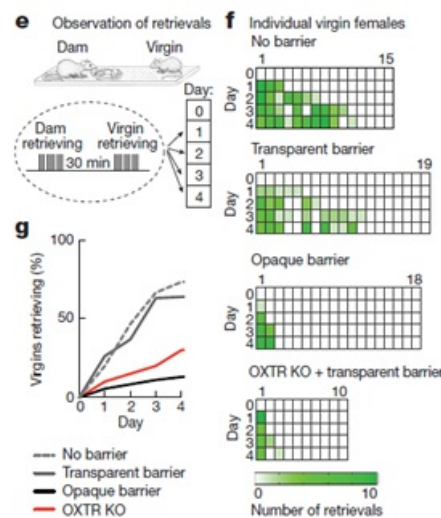 e Observation of retrievals
Dam Virgin
Day:
0
1
2
3
4
Dam
retrieving
30 min
Virgin
retrieving
f Individual virgin females
No barrier
1 15
Day
0
1
2
3
4
Transparent barrier
1 19
Day
0
1
2
3
4
Opaque barrier
1 18
Day
0
1
2
3
4
OXTR KO + transparent barrier
1 10
Day
0
1
2
3
4
0 10
Number of retrievals
g
Virgins retrieving (%)
100
50
0
0 1 2 3 4
Day
No barrier
Transparent barrier
Opaque barrier
OXTR KO